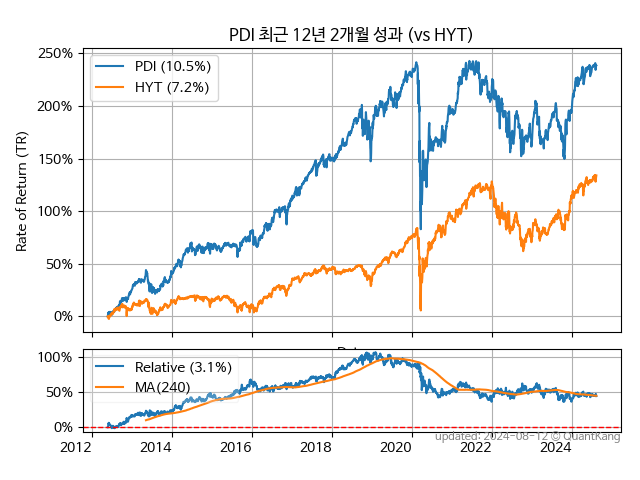 PDI 최근 12년 2개월 성과 (vs HYT)
250%
200%
150%
100%
50%
0%
Rate of Return (TR)
PDI (10.5%)
HYT (7.2%)
100%
50%
0%
Relative (3.1%)
MA(240)
2012 2014 2016 2018 2020 2022 2024
updated: 2024-08-12 © QuantKang